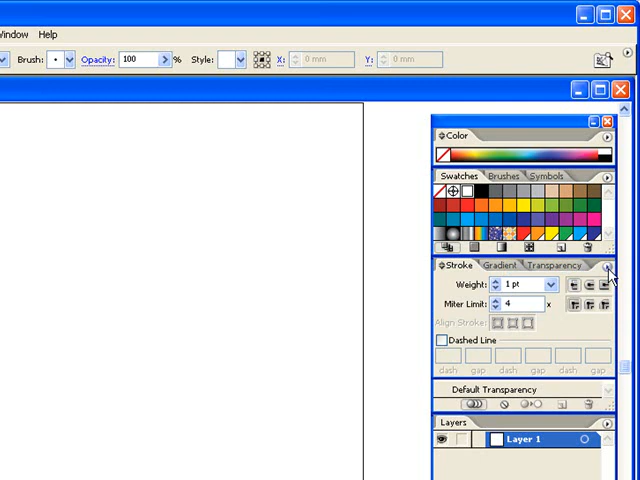 Window Help
Brush: Opacity: 100 % Style: X: 0 mm Y: 0 mm
Color
Swatches Brushes Symbols
Stroke Gradient Transparency
Weight: 1 pt
Miter Limit: 4 x
Align Stroke:
Dashed Line
dash gap dash gap dash gap
Default Transparency
Layers
Layer 1